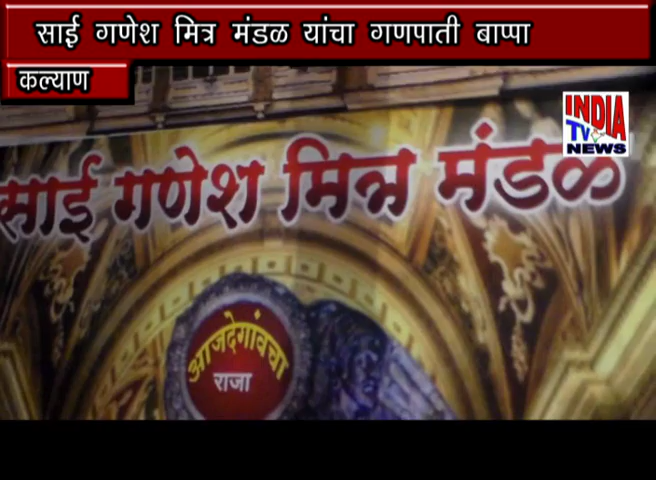 साई गणेश मित्र मंडळ यांचा गणपाती बाप्पा
कल्याण
INDIA
TV
NEWS
साई गणेश मित्र मंडळ
आजदेगांवचा
राजा